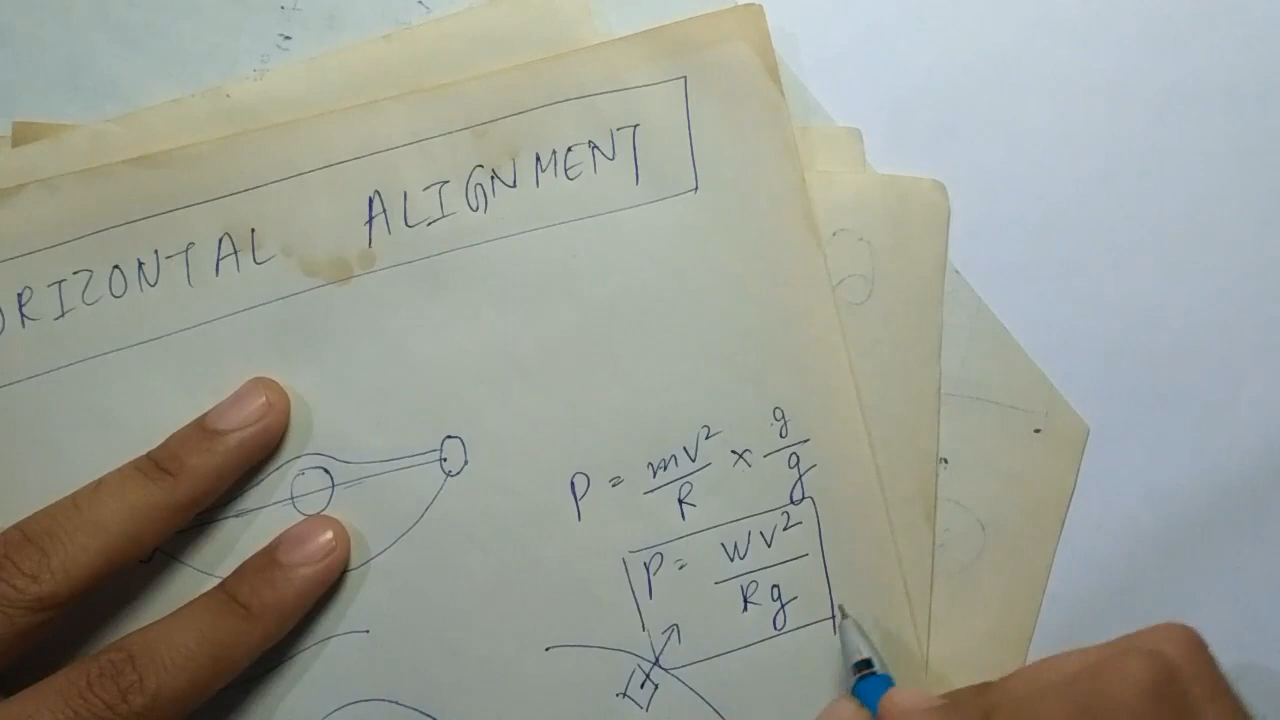 ORIZONTAL ALIGNMENT
P = mv²/R × g/g
P = Wv²/Rg